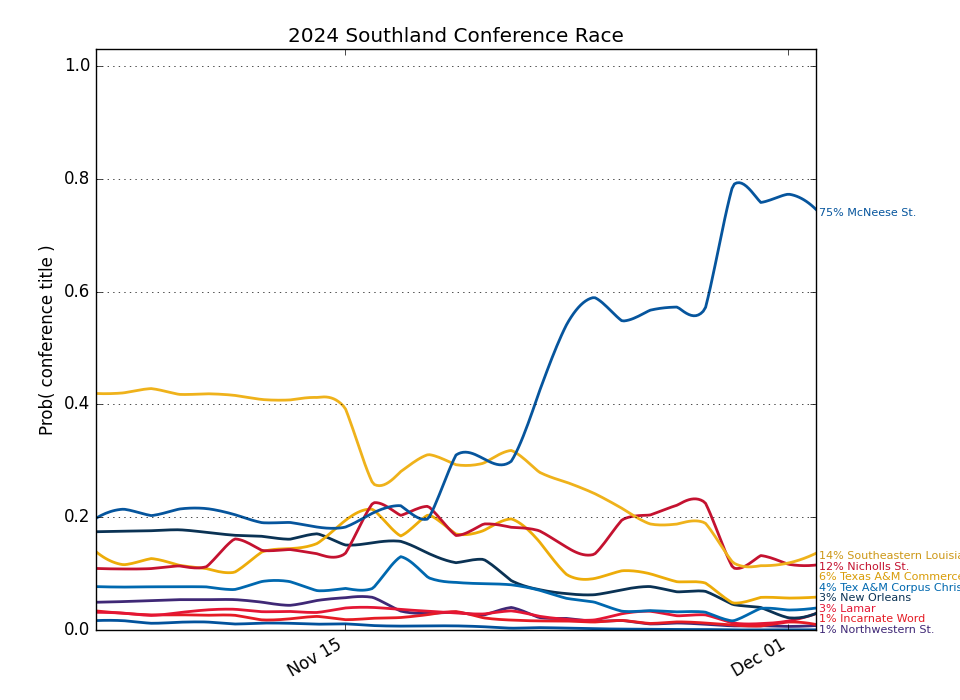 2024 Southland Conference Race
1.0
0.8
0.6
0.4
0.2
0.0
Prob( conference title )
Nov 15
Dec 01
75% McNeese St.
14% Southeastern Louisia
12% Nicholls St.
6% Texas A&M Commerce
4% Tex A&M Corpus Chris
3% New Orleans
3% Lamar
1% Incarnate Word
1% Northwestern St.